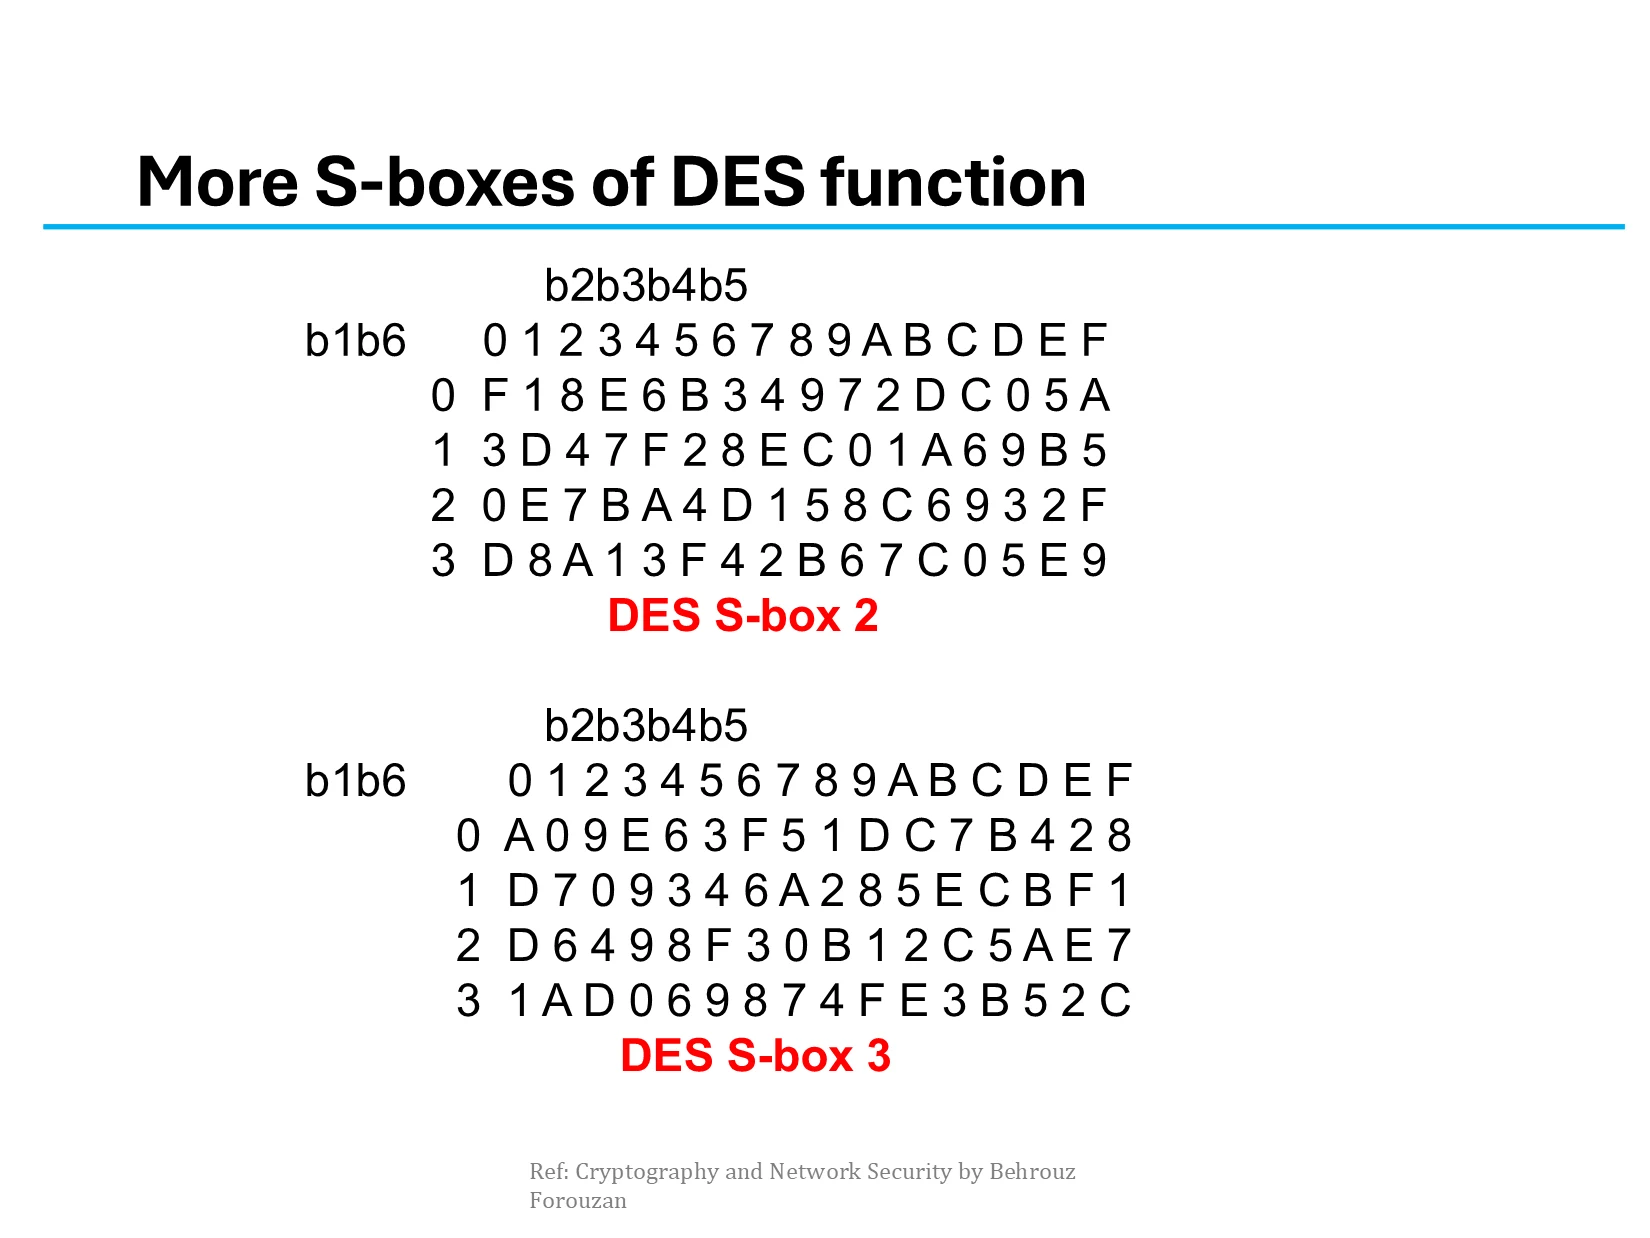 More S-boxes of DES function
b2b3b4b5
b1b6 0 1 2 3 4 5 6 7 8 9 A B C D E F
0 F 1 8 E 6 B 3 4 9 7 2 D C 0 5 A
1 3 D 4 7 F 2 8 E C 0 1 A 6 9 B 5
2 0 E 7 B A 4 D 1 5 8 C 6 9 3 2 F
3 D 8 A 1 3 F 4 2 B 6 7 C 0 5 E 9
DES S-box 2
b2b3b4b5
b1b6 0 1 2 3 4 5 6 7 8 9 A B C D E F
0 A 0 9 E 6 3 F 5 1 D C 7 B 4 2 8
1 D 7 0 9 3 4 6 A 2 8 5 E C B F 1
2 D 6 4 9 8 F 3 0 B 1 2 C 5 A E 7
3 1 A D 0 6 9 8 7 4 F E 3 B 5 2 C
DES S-box 3
Ref: Cryptography and Network Security by Behrouz
Forouzan